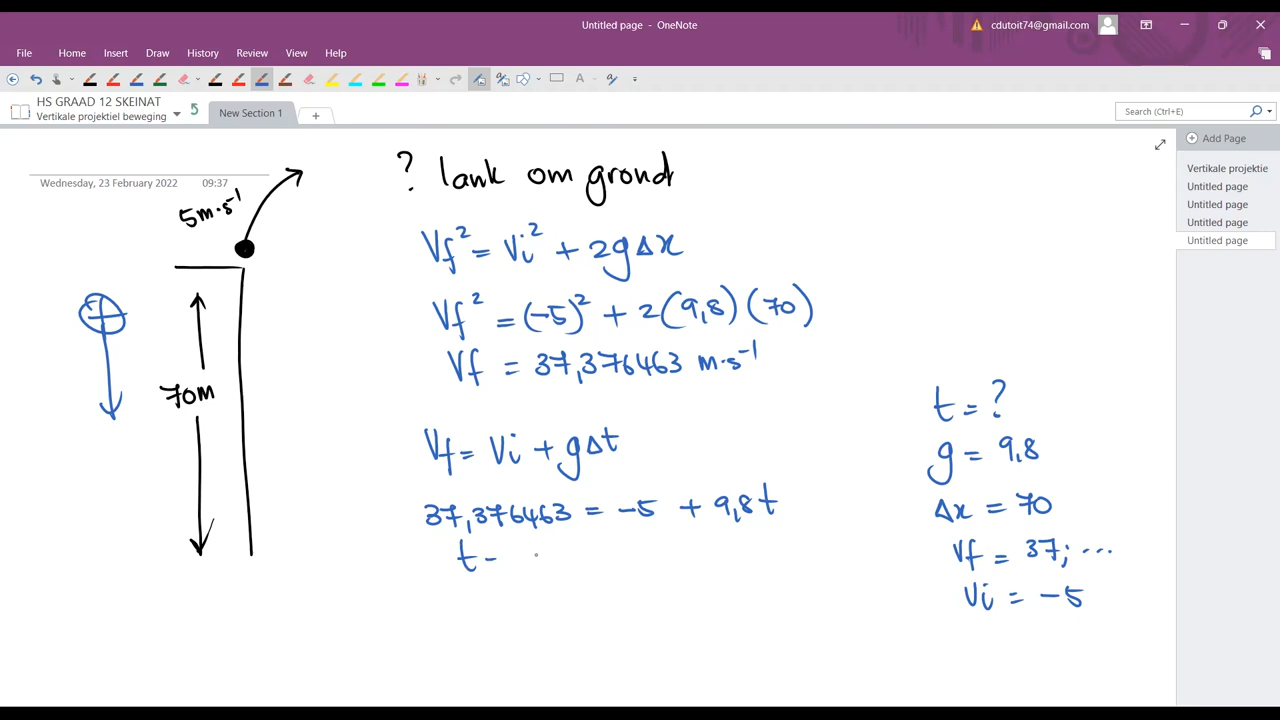 Untitled page - OneNote
cdutoit74@gmail.com
File Home Insert Draw History Review View Help
HS GRAAD 12 SKEINAT
Vertikale projektiel beweging
New Section 1
Search (Ctrl+E)
Add Page
Vertikale projektie
Untitled page
Untitled page
Untitled page
Untitled page
Wednesday, 23 February 2022 09:37
5m·s⁻¹
70m
? lank om grond
Vf² = Vi² + 2gΔx
Vf² = (-5)² + 2(9,8)(70)
Vf = 37,376463 m·s⁻¹
Vf = Vi + gΔt
37,376463 = -5 + 9,8t
t -
t = ?
g = 9,8
Δx = 70
Vf = 37; ...
Vi = -5